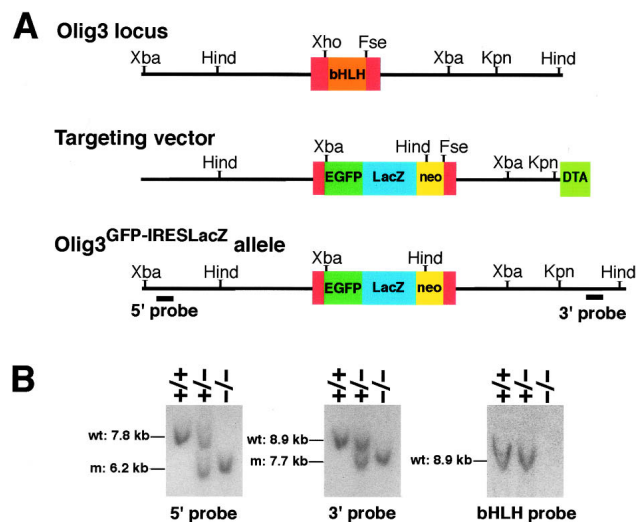 A
Olig3 locus
Xba Hind Xho Fse Xba Kpn Hind
bHLH
Targeting vector
Hind Xba Hind Fse Xba Kpn
EGFP LacZ neo DTA
Olig3GFP-IRESLacZ allele
Xba Hind Xba Hind Xba Kpn Hind
EGFP LacZ neo
5' probe 3' probe
B
+/+ +/− −/− +/+ +/− −/− +/+ +/− −/−
wt: 7.8 kb wt: 8.9 kb
m: 6.2 kb m: 7.7 kb wt: 8.9 kb
5' probe 3' probe bHLH probe